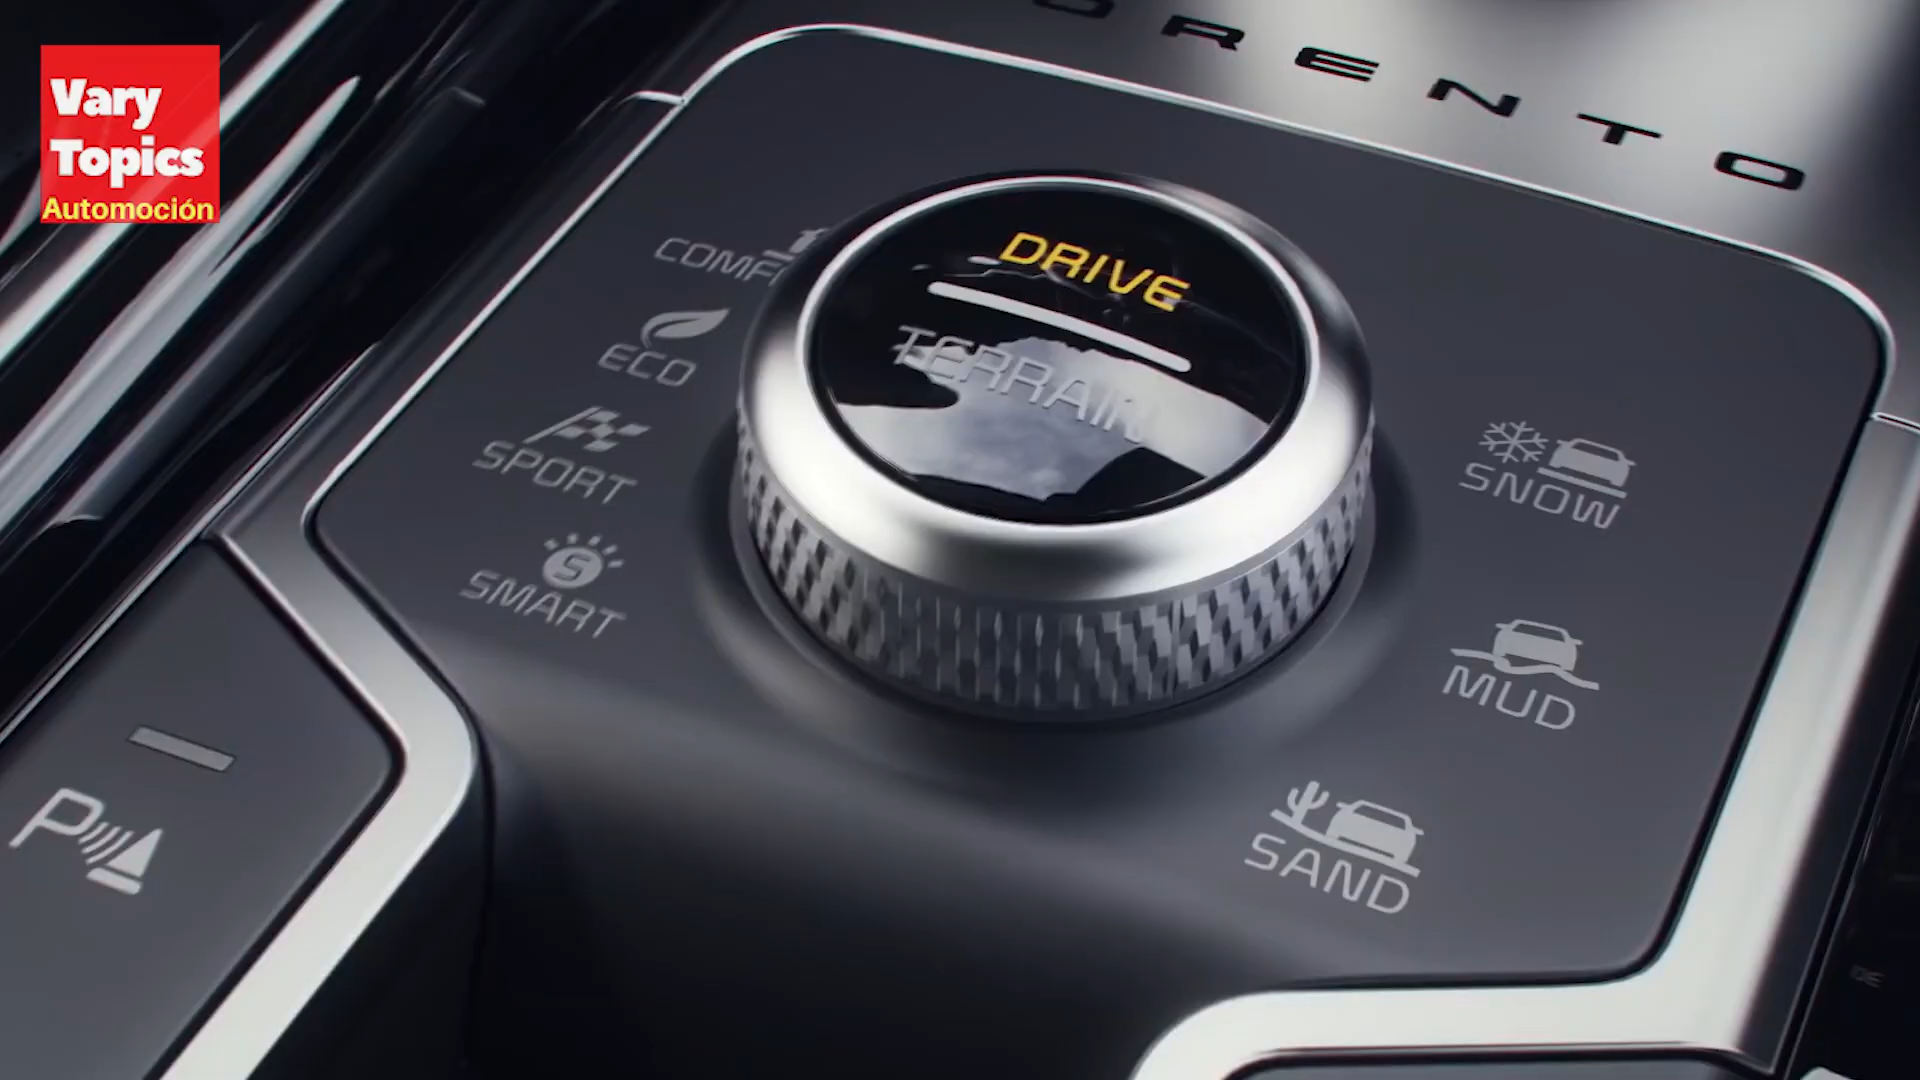 Vary
Topics
Automoción
ORENTO
DRIVE
TERRAIN
ECO
SPORT
SMART
SNOW
MUD
SAND
P